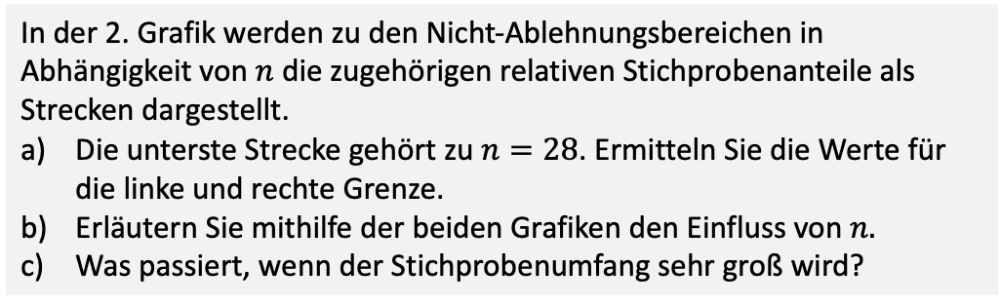 In der 2. Grafik werden zu den Nicht-Ablehnungsbereichen in
Abhängigkeit von n die zugehörigen relativen Stichprobenanteile als
Strecken dargestellt.
a) Die unterste Strecke gehört zu n = 28. Ermitteln Sie die Werte für
die linke und rechte Grenze.
b) Erläutern Sie mithilfe der beiden Grafiken den Einfluss von n.
c) Was passiert, wenn der Stichprobenumfang sehr groß wird?